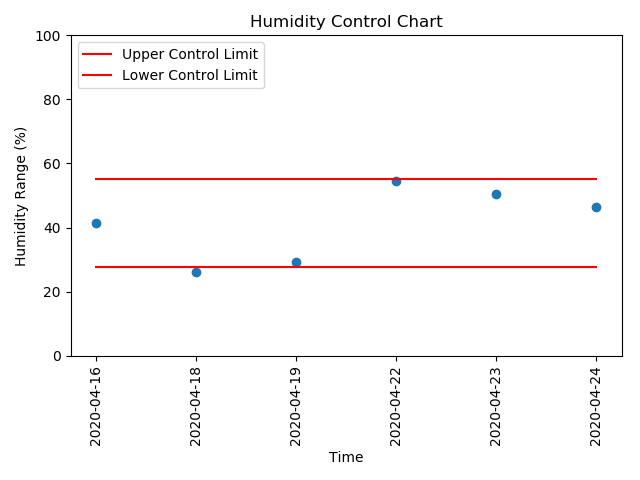 Humidity Control Chart
Upper Control Limit
Lower Control Limit
Humidity Range (%)
100
80
60
40
20
0
2020-04-16
2020-04-18
2020-04-19
2020-04-22
2020-04-23
2020-04-24
Time